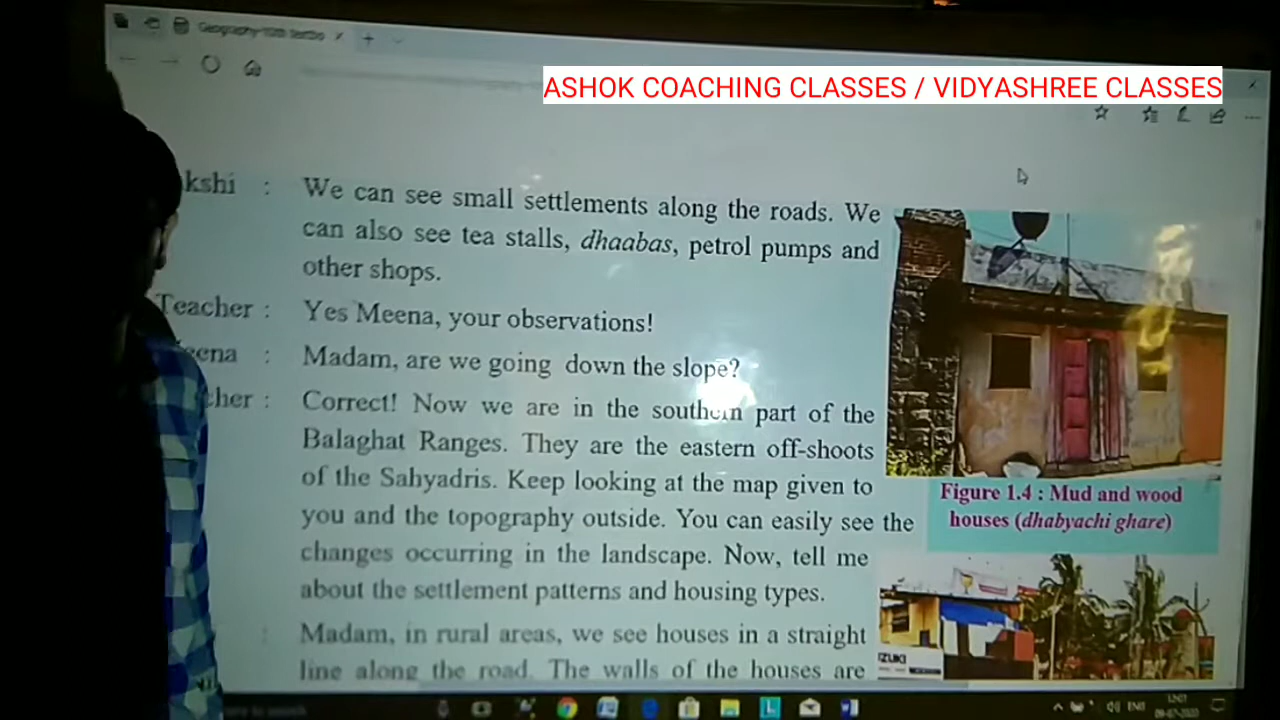 ASHOK COACHING CLASSES / VIDYASHREE CLASSES
kshi : We can see small settlements along the roads. We
can also see tea stalls, dhaabas, petrol pumps and
other shops.
Teacher : Yes Meena, your observations!
eena : Madam, are we going down the slope?
cher : Correct! Now we are in the southern part of the
Balaghat Ranges. They are the eastern off-shoots
of the Sahyadris. Keep looking at the map given to
you and the topography outside. You can easily see the
changes occurring in the landscape. Now, tell me
about the settlement patterns and housing types.
: Madam, in rural areas, we see houses in a straight
line along the road. The walls of the houses are
Figure 1.4 : Mud and wood
houses (dhabyachi ghare)
UZUKI
ENG